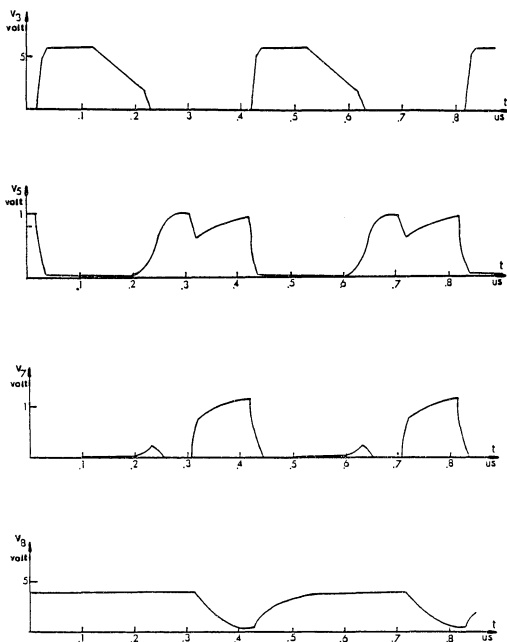 V3
volt
5
t
.1 .2 .3 .4 .5 .6 .7 .8 us
V5
volt
1
t
.1 .2 .3 .4 .5 .6 .7 .8 us
V7
volt
1
t
.1 .2 .3 .4 .5 .6 .7 .8 us
V8
volt
5
t
.1 .2 .3 .4 .5 .6 .7 .8 us